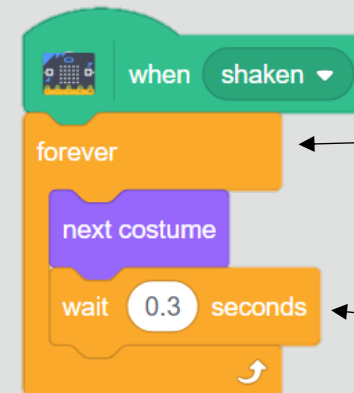 when shaken
forever
next costume
wait 0.3 seconds